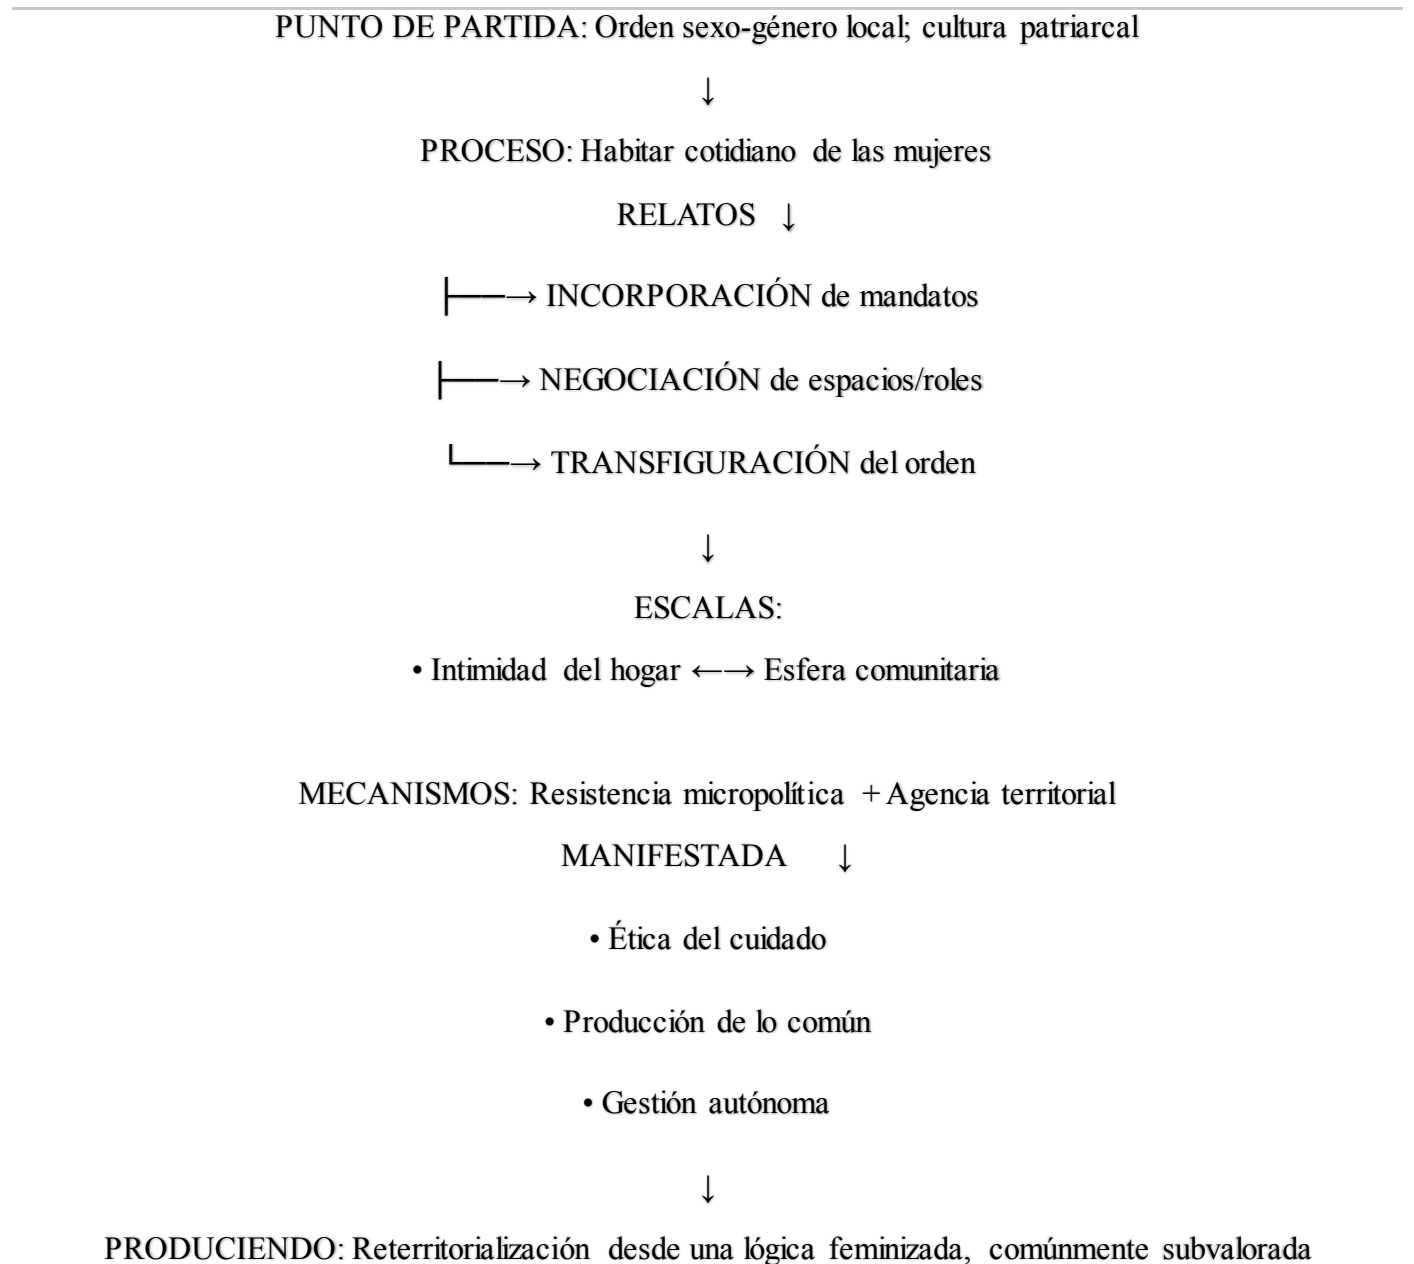 PUNTO DE PARTIDA: Orden sexo-género local; cultura patriarcal
↓
PROCESO: Habitar cotidiano de las mujeres
RELATOS ↓
├──→ INCORPORACIÓN de mandatos
├──→ NEGOCIACIÓN de espacios/roles
└──→ TRANSFIGURACIÓN del orden
↓
ESCALAS:
• Intimidad del hogar ←→ Esfera comunitaria
MECANISMOS: Resistencia micropolítica + Agencia territorial
MANIFESTADA ↓
• Ética del cuidado
• Producción de lo común
• Gestión autónoma
↓
PRODUCIENDO: Reterritorialización desde una lógica feminizada, comúnmente subvalorada